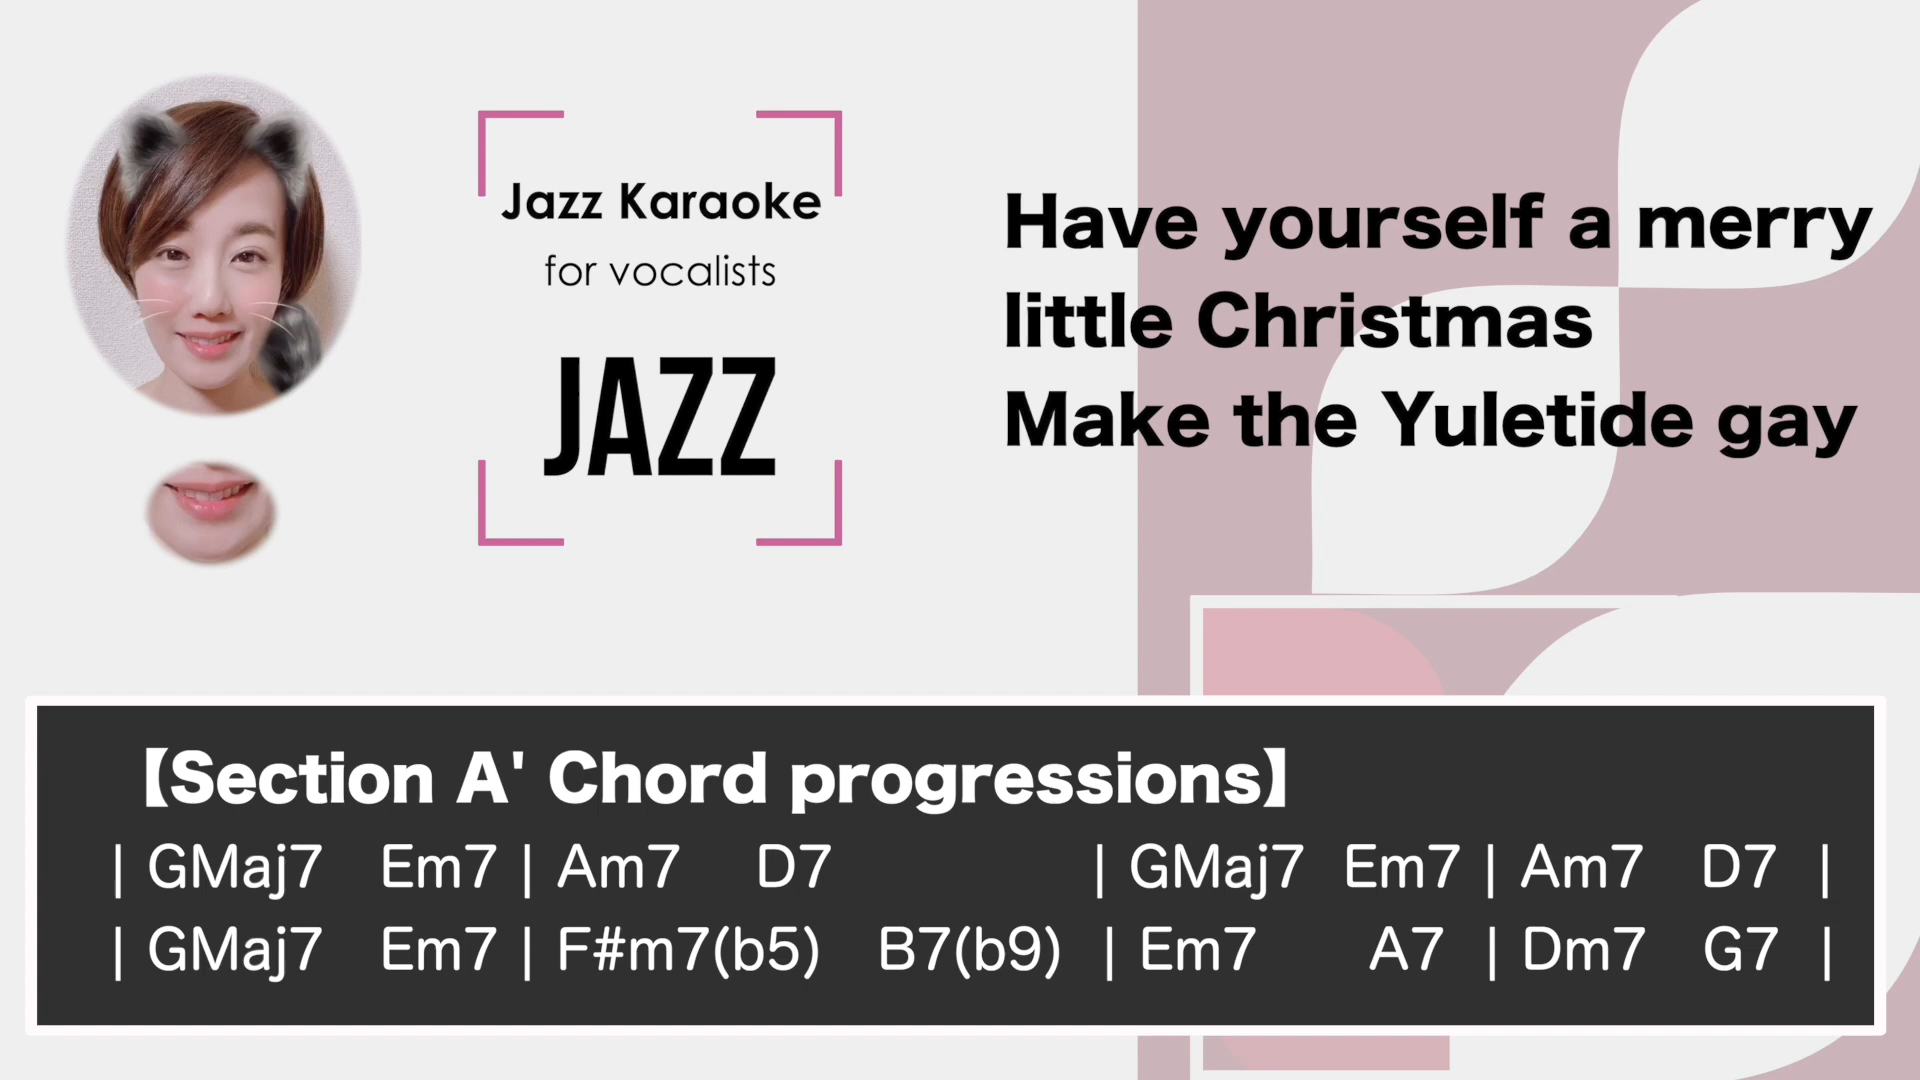 Jazz Karaoke
for vocalists
JAZZ
Have yourself a merry
little Christmas
Make the Yuletide gay
【Section A' Chord progressions】
| GMaj7 Em7 | Am7 D7 | GMaj7 Em7 | Am7 D7 |
| GMaj7 Em7 | F#m7(b5) B7(b9) | Em7 A7 | Dm7 G7 |